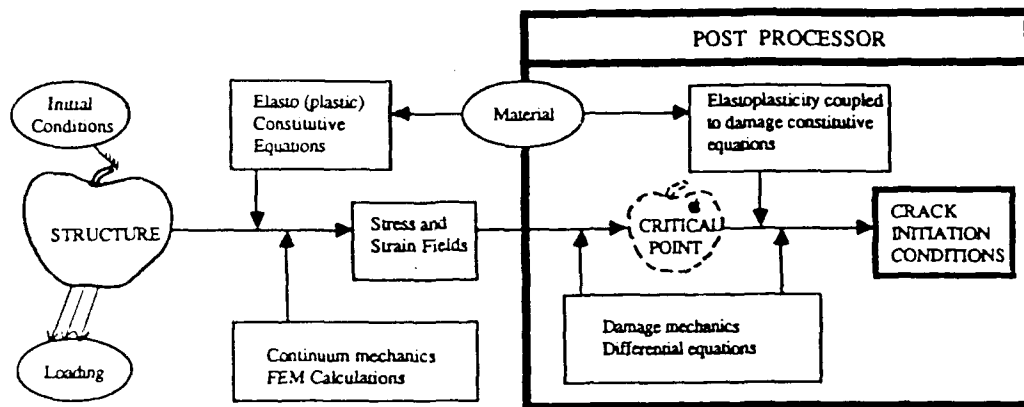 POST PROCESSOR
Initial
Conditions
Elasto (plastic)
Constitutive
Equations
Material
Elastoplasticity coupled
to damage constitutive
equations
STRUCTURE
Stress and
Strain Fields
CRITICAL
POINT
CRACK
INITIATION
CONDITIONS
Continuum mechanics
FEM Calculations
Damage mechanics
Differential equations
Loading